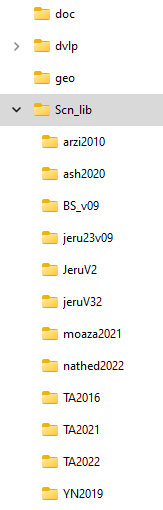 doc
dvlp
geo
Scn_lib
arzi2010
ash2020
BS_v09
jeru23v09
JeruV2
jeruV32
moaza2021
nathed2022
TA2016
TA2021
TA2022
YN2019